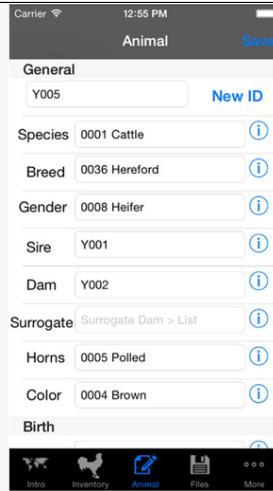 Carrier 12:55 PM
Animal Save
General
Y005 New ID
Species 0001 Cattle
Breed 0036 Hereford
Gender 0008 Heifer
Sire Y001
Dam Y002
Surrogate Surrogate Dam > List
Horns 0005 Polled
Color 0004 Brown
Birth
Intro Inventory Animal Files More